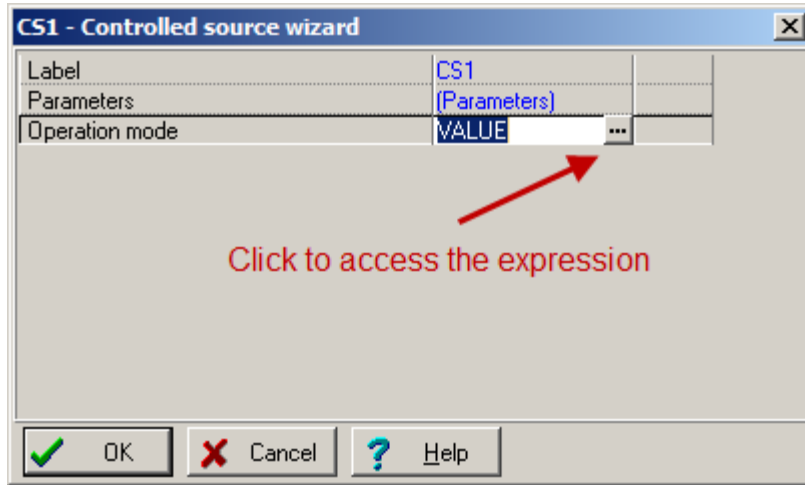 CS1 - Controlled source wizard
Label CS1
Parameters (Parameters)
Operation mode VALUE ...
Click to access the expression
OK Cancel ? Help